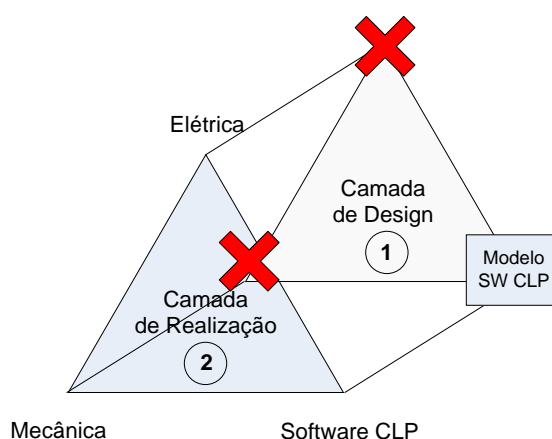 Elétrica
Camada
de Design
1
Modelo
SW CLP
Camada
de Realização
2
Mecânica
Software CLP